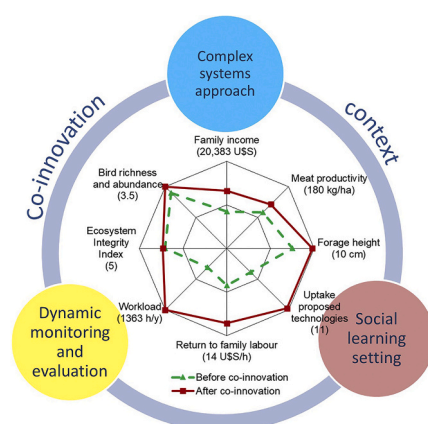 Complex
systems
approach
Co-innovation
context
Family income
(20,383 U$S)
Bird richness
and abundance
(3.5)
Meat productivity
(180 kg/ha)
Ecosystem
Integrity
Index
(5)
Forage height
(10 cm)
Workload
(1363 h/y)
Uptake
proposed
technologies
(11)
Return to family labour
(14 U$S/h)
Dynamic
monitoring
and
evaluation
Social
learning
setting
Before co-innovation
After co-innovation